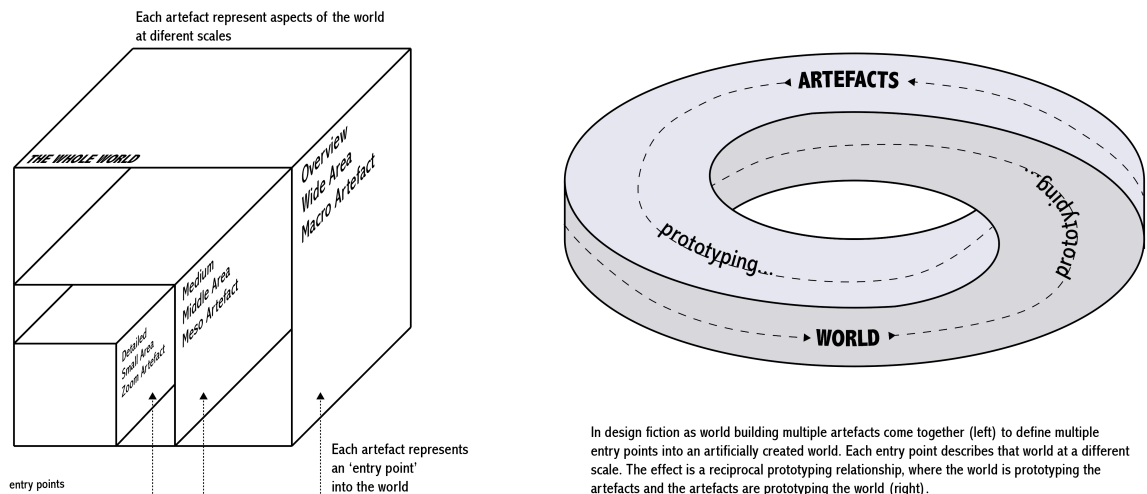 Each artefact represent aspects of the world
at diferent scales
THE WHOLE WORLD
Overview
Wide Area
Macro Artefact
Medium
Middle Area
Meso Artefact
Detailed
Small Area
Zoom Artefact
Each artefact represents
an ‘entry point’
into the world
entry points
ARTEFACTS
prototyping...
prototyping...
WORLD
In design fiction as world building multiple artefacts come together (left) to define multiple
entry points into an artificially created world. Each entry point describes that world at a different
scale. The effect is a reciprocal prototyping relationship, where the world is prototyping the
artefacts and the artefacts are prototyping the world (right).